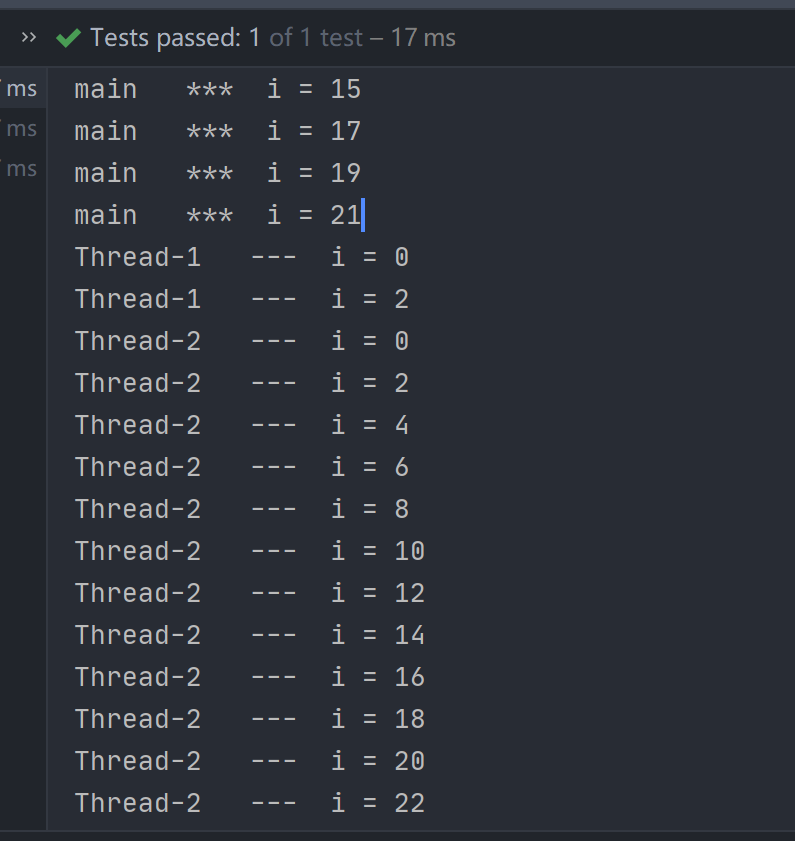 >> Tests passed: 1 of 1 test – 17 ms
ms
ms
ms
main   ***  i = 15
main   ***  i = 17
main   ***  i = 19
main   ***  i = 21
Thread-1   ---  i = 0
Thread-1   ---  i = 2
Thread-2   ---  i = 0
Thread-2   ---  i = 2
Thread-2   ---  i = 4
Thread-2   ---  i = 6
Thread-2   ---  i = 8
Thread-2   ---  i = 10
Thread-2   ---  i = 12
Thread-2   ---  i = 14
Thread-2   ---  i = 16
Thread-2   ---  i = 18
Thread-2   ---  i = 20
Thread-2   ---  i = 22